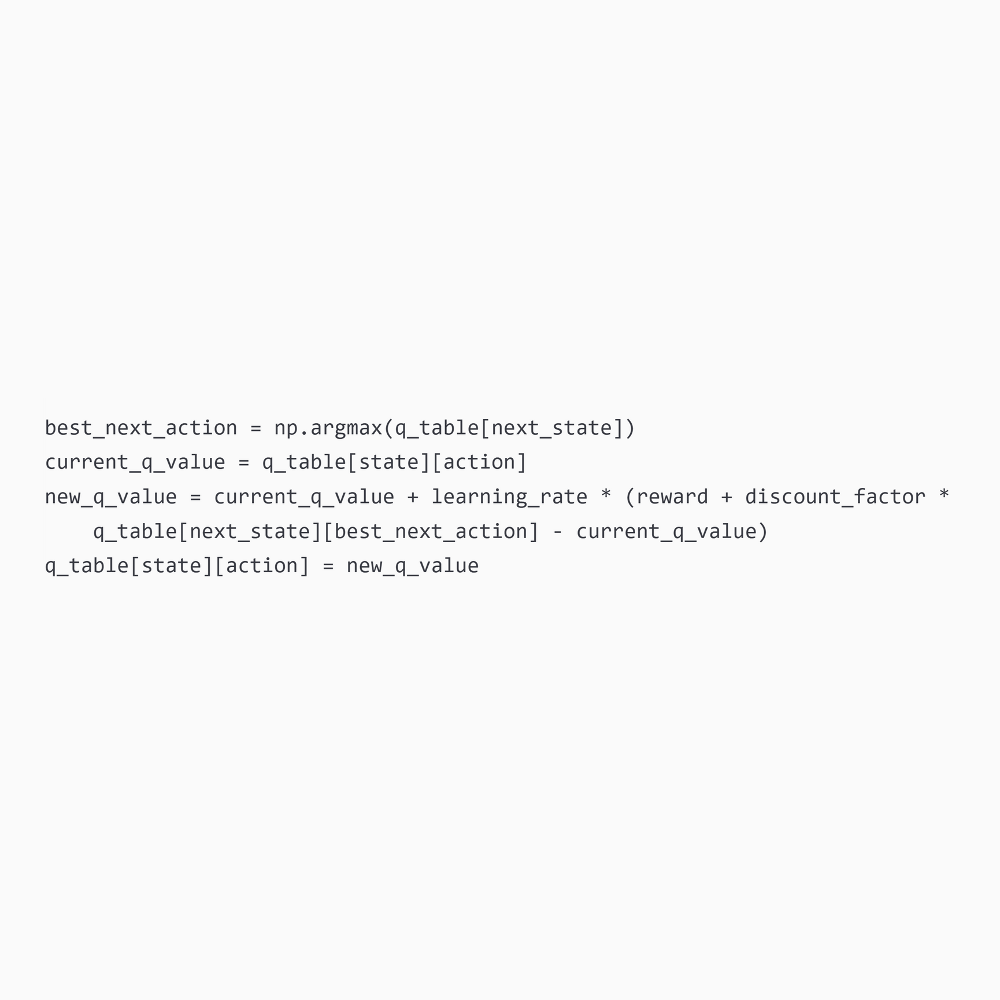 best_next_action = np.argmax(q_table[next_state])
current_q_value = q_table[state][action]
new_q_value = current_q_value + learning_rate * (reward + discount_factor *
    q_table[next_state][best_next_action] - current_q_value)
q_table[state][action] = new_q_value